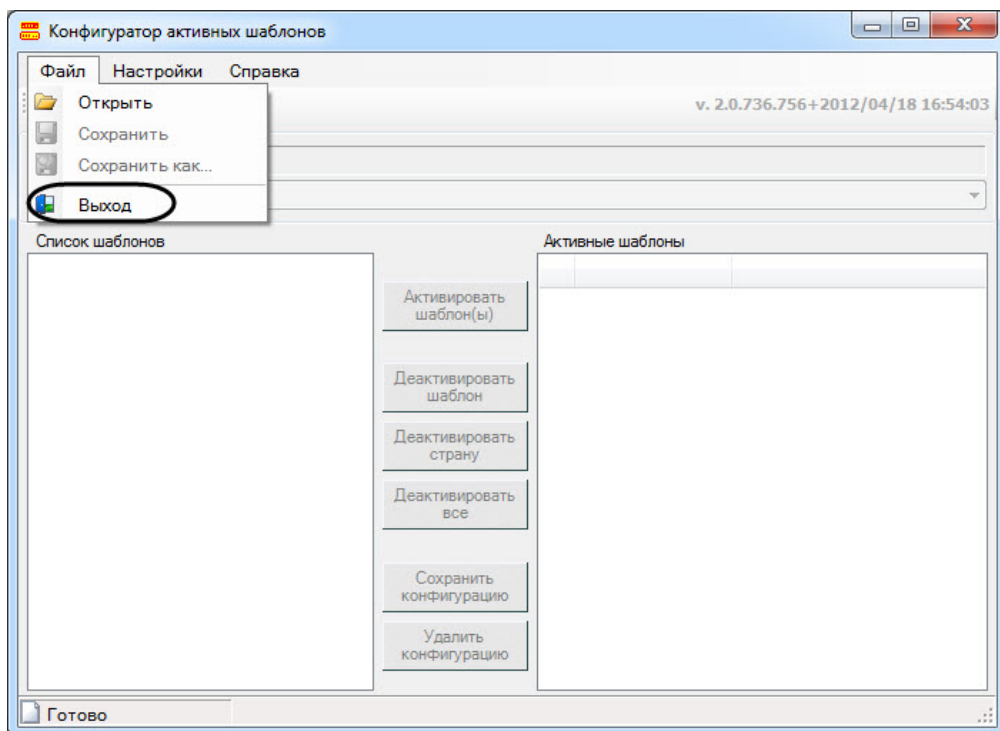 Конфигуратор активных шаблонов
Файл Настройки Справка
Открыть
v. 2.0.736.756+2012/04/18 16:54:03
Сохранить
Сохранить как...
Выход
Список шаблонов
Активные шаблоны
Активировать
шаблон(ы)
Деактивировать
шаблон
Деактивировать
страну
Деактивировать
все
Сохранить
конфигурацию
Удалить
конфигурацию
Готово